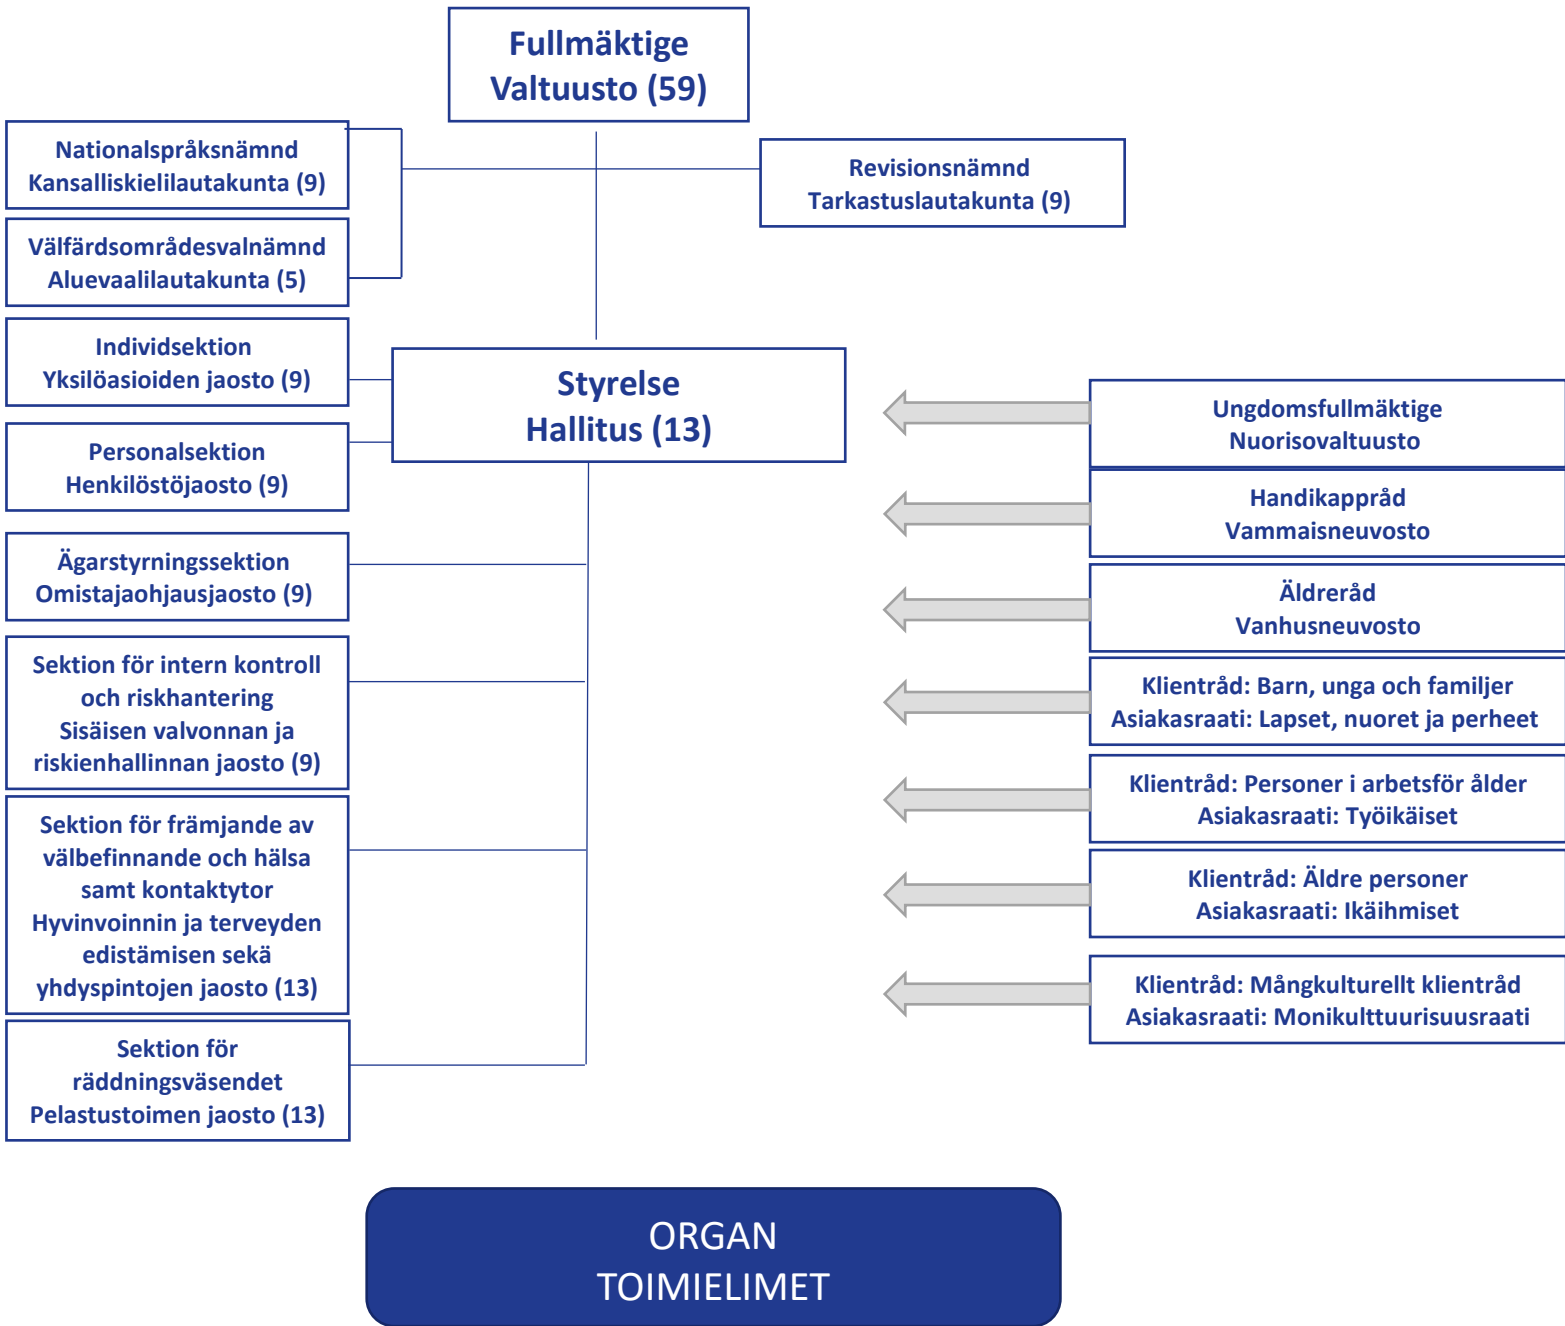 Fullmäktige
Valtuusto (59)
Nationalspråksnämnd
Kansalliskielilautakunta (9)
Revisionsnämnd
Tarkastuslautakunta (9)
Välfärdsområdesvalnämnd
Aluevaalilautakunta (5)
Individsektion
Yksilöasioiden jaosto (9)
Styrelse
Hallitus (13)
Personalsektion
Henkilöstöjaosto (9)
Ägarstyrningssektion
Omistajaohjausjaosto (9)
Sektion för intern kontroll
och riskhantering
Sisäisen valvonnan ja
riskienhallinnan jaosto (9)
Sektion för främjande av
välbefinnande och hälsa
samt kontaktytor
Hyvinvoinnin ja terveyden
edistämisen sekä
yhdyspintojen jaosto (13)
Sektion för
räddningsväsendet
Pelastustoimen jaosto (13)
Ungdomsfullmäktige
Nuorisovaltuusto
Handikappråd
Vammaisneuvosto
Äldreråd
Vanhusneuvosto
Klientråd: Barn, unga och familjer
Asiakasraati: Lapset, nuoret ja perheet
Klientråd: Personer i arbetsför ålder
Asiakasraati: Työikäiset
Klientråd: Äldre personer
Asiakasraati: Ikäihmiset
Klientråd: Mångkulturellt klientråd
Asiakasraati: Monikulttuurisuusraati
ORGAN
TOIMIELIMET